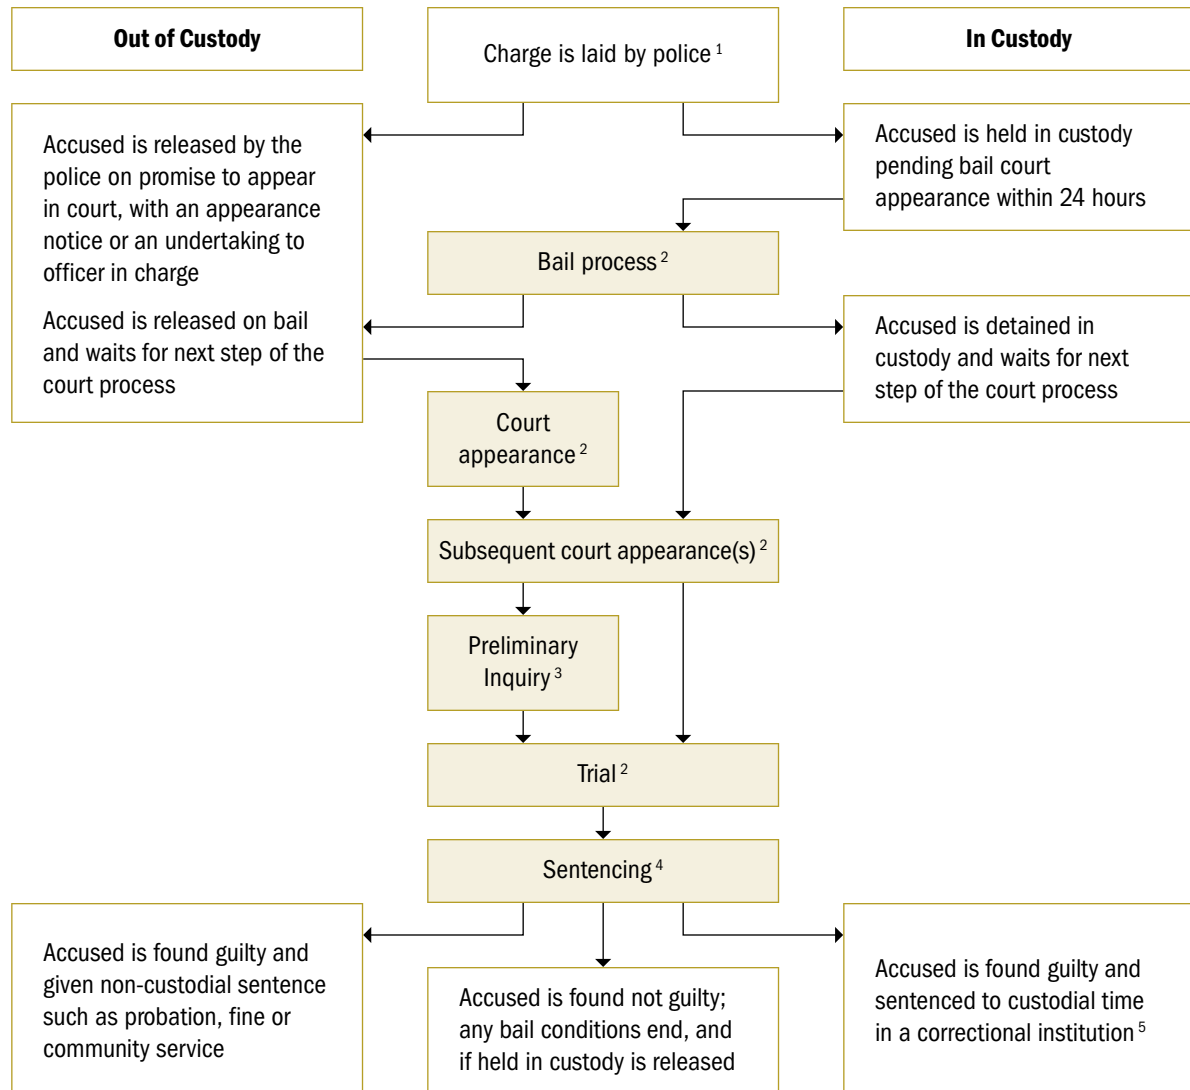 Out of Custody
Charge is laid by police 1
In Custody
Accused is released by the
police on promise to appear
in court, with an appearance
notice or an undertaking to
officer in charge
Accused is held in custody
pending bail court
appearance within 24 hours
Bail process 2
Accused is released on bail
and waits for next step of the
court process
Accused is detained in
custody and waits for next
step of the court process
Court
appearance 2
Subsequent court appearance(s) 2
Preliminary
Inquiry 3
Trial 2
Sentencing 4
Accused is found guilty and
given non-custodial sentence
such as probation, fine or
community service
Accused is found not guilty;
any bail conditions end, and
if held in custody is released
Accused is found guilty and
sentenced to custodial time
in a correctional institution 5